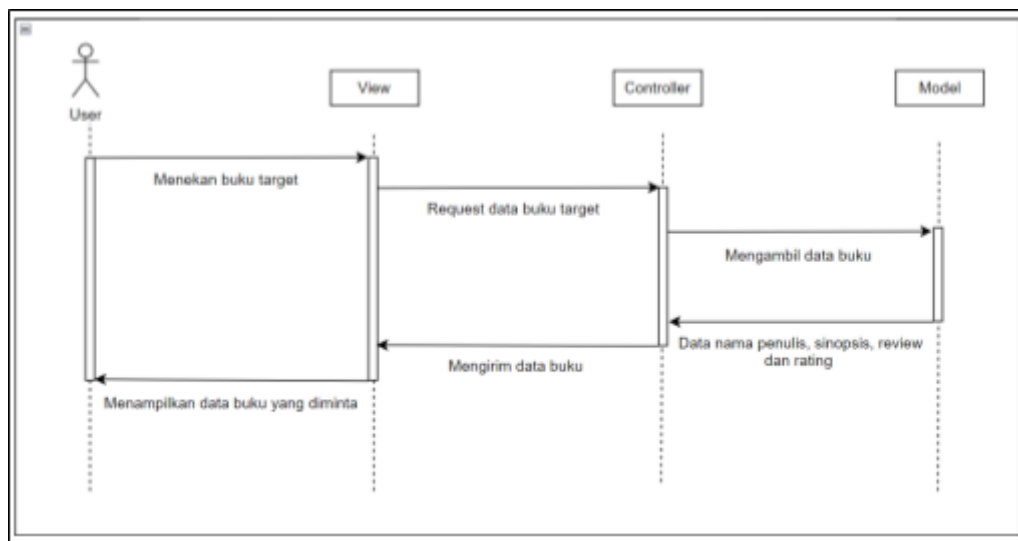 View
Controller
Model
User
Menekan buku target
Request data buku target
Mengambil data buku
Data nama penulis, sinopsis, review
dan rating
Mengirim data buku
Menampilkan data buku yang diminta